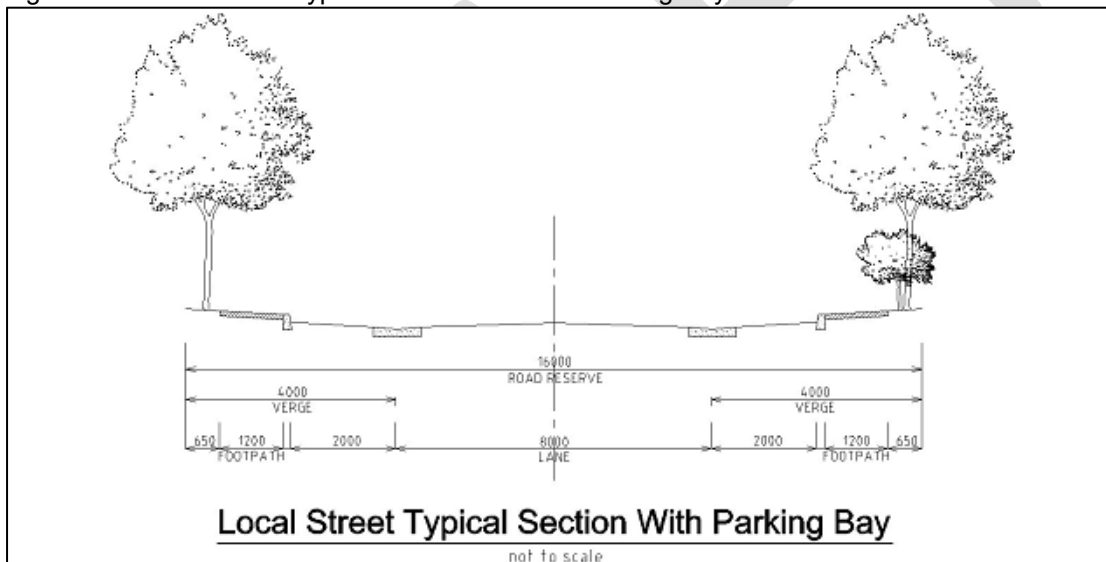 16000
ROAD RESERVE
4000 4000
VERGE VERGE
650 1200 2000 8000 2000 1200 650
FOOTPATH LANE FOOTPATH
Local Street Typical Section With Parking Bay
not to scale